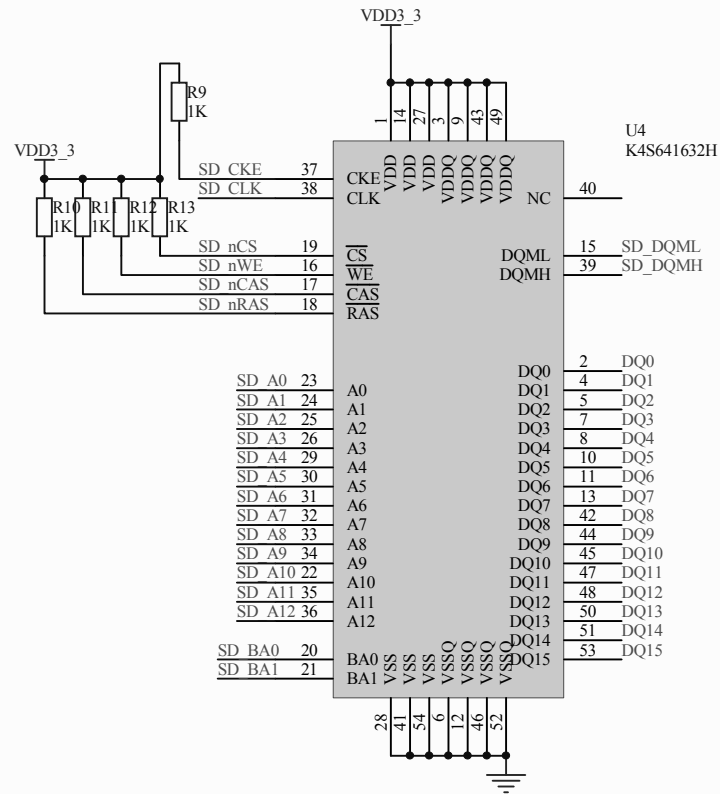 VDD3_3
1
14
27
3
9
43
49
VDD
VDD
VDD
VDDQ
VDDQ
VDDQ
VDDQ
R9
1K
VDD3_3
R10
1K
R11
1K
R12
1K
R13
1K
U4
K4S641632H
SD_CKE 37 CKE
SD_CLK 38 CLK
NC 40
SD_nCS 19 CS
SD_nWE 16 WE
SD_nCAS 17 CAS
SD_nRAS 18 RAS
DQML 15 SD_DQML
DQMH 39 SD_DQMH
SD_A0 23 A0
SD_A1 24 A1
SD_A2 25 A2
SD_A3 26 A3
SD_A4 29 A4
SD_A5 30 A5
SD_A6 31 A6
SD_A7 32 A7
SD_A8 33 A8
SD_A9 34 A9
SD_A10 22 A10
SD_A11 35 A11
SD_A12 36 A12
SD_BA0 20 BA0
SD_BA1 21 BA1
DQ0 2 DQ0
DQ1 4 DQ1
DQ2 5 DQ2
DQ3 7 DQ3
DQ4 8 DQ4
DQ5 10 DQ5
DQ6 11 DQ6
DQ7 13 DQ7
DQ8 42 DQ8
DQ9 44 DQ9
DQ10 45 DQ10
DQ11 47 DQ11
DQ12 48 DQ12
DQ13 50 DQ13
DQ14 51 DQ14
DQ15 53 DQ15
VSS
VSS
VSS
VSSQ
VSSQ
VSSQ
VSSQ
28
41
54
6
12
46
52